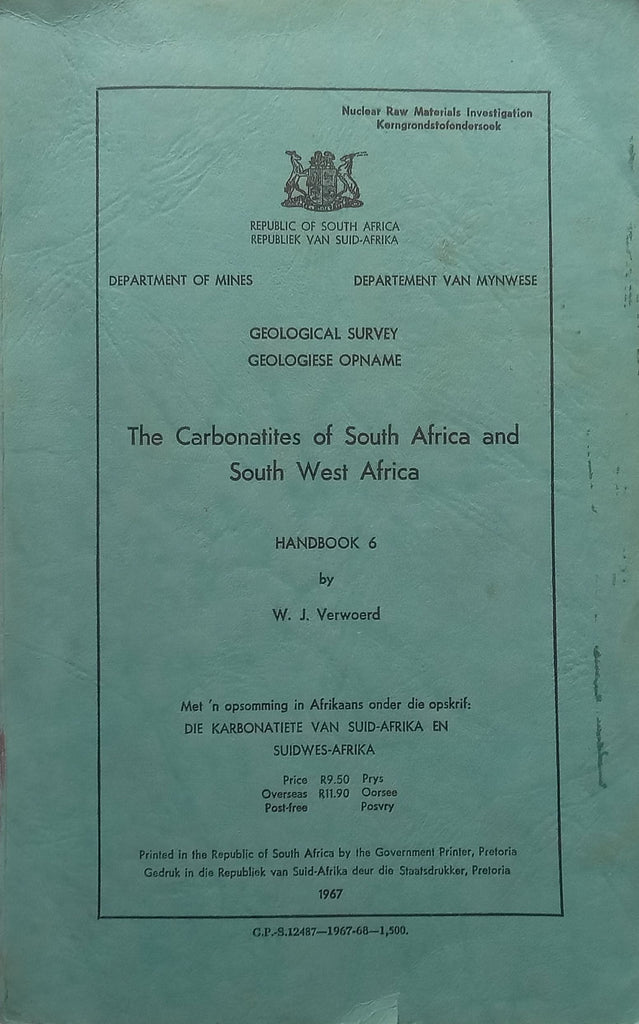 Nuclear Raw Materials Investigation
Kerngrondstofondersoek
REPUBLIC OF SOUTH AFRICA
REPUBLIEK VAN SUID-AFRIKA
DEPARTMENT OF MINES DEPARTEMENT VAN MYNWESE
GEOLOGICAL SURVEY
GEOLOGIESE OPNAME
The Carbonatites of South Africa and
South West Africa
HANDBOOK 6
by
W. J. Verwoerd
Met 'n opsomming in Afrikaans onder die opskrif:
DIE KARBONATIETE VAN SUID-AFRIKA EN
SUIDWES-AFRIKA
Price R9.50 Prys
Overseas R11.90 Oorsee
Post-free Posvry
Printed in the Republic of South Africa by the Government Printer, Pretoria
Gedruk in die Republiek van Suid-Afrika deur die Staatsdrukker, Pretoria
1967
G.P.-S.12487—1967-68—1,500.